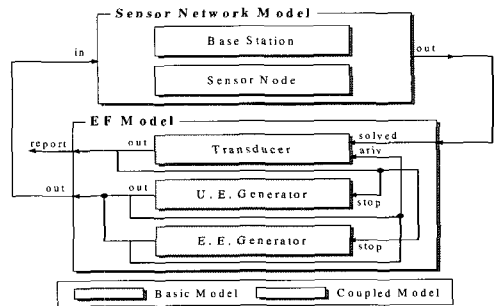 Sensor Network Model
Base Station
in
out
Sensor Node
EF Model
report
out
Transducer
solved
ariv
out
out
U.E.Generator
stop
E.E.Generator
stop
Basic Model
Coupled Model